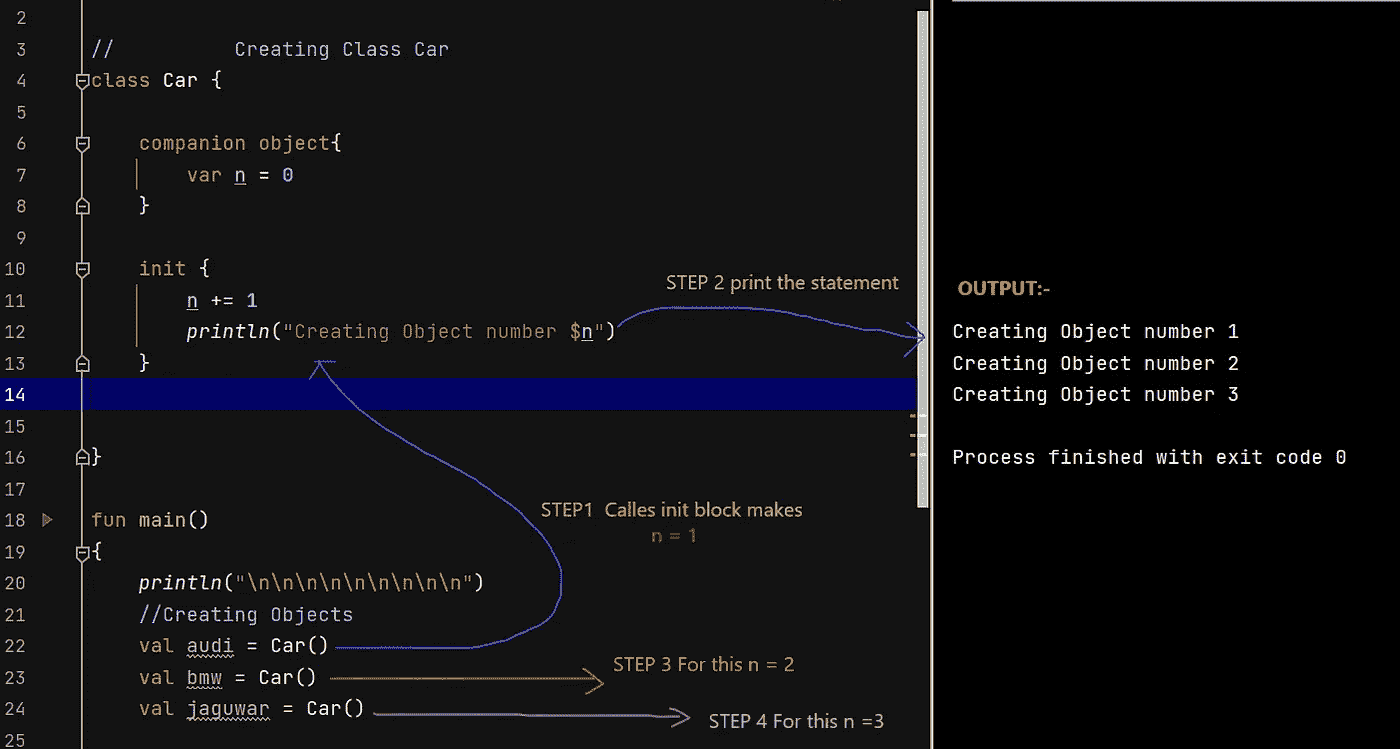 2
3 // Creating Class Car
4 class Car {
5
6 companion object{
7 var n = 0
8 }
9
10 init {
11 n += 1
12 println("Creating Object number $n")
13 }
14
15
16 }
17
18 fun main()
19 {
20 println("\n\n\n\n\n\n\n\n\n")
21 //Creating Objects
22 val audi = Car()
23 val bmw = Car()
24 val jaguwar = Car()
25
STEP 2 print the statement
STEP1 Calles init block makes
n = 1
STEP 3 For this n = 2
STEP 4 For this n =3
OUTPUT:-
Creating Object number 1
Creating Object number 2
Creating Object number 3
Process finished with exit code 0